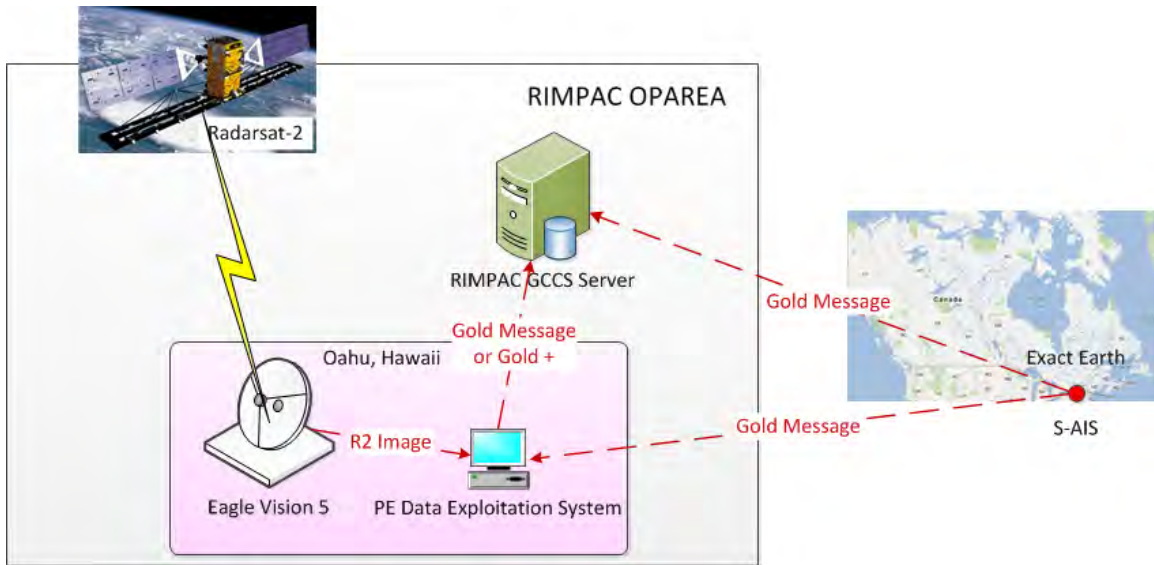 RIMPAC OPAREA
Radarsat-2
RIMPAC GCCS Server
Gold Message
Canada
Exact Earth
S-AIS
Gold Message
or Gold +
Oahu, Hawaii
Gold Message
R2 Image
Eagle Vision 5
PE Data Exploitation System